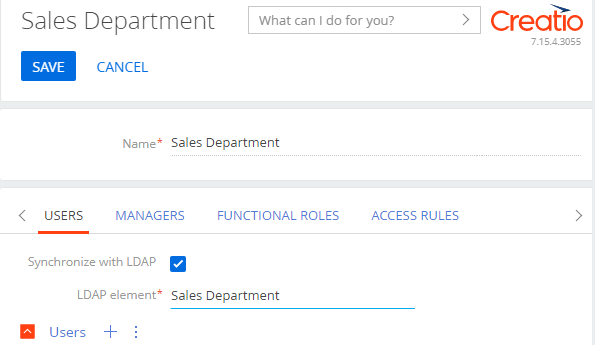 Sales Department
What can I do for you?
Creatio
7.15.4.3055
SAVE CANCEL
Name* Sales Department
USERS MANAGERS FUNCTIONAL ROLES ACCESS RULES
Synchronize with LDAP
LDAP element* Sales Department
Users